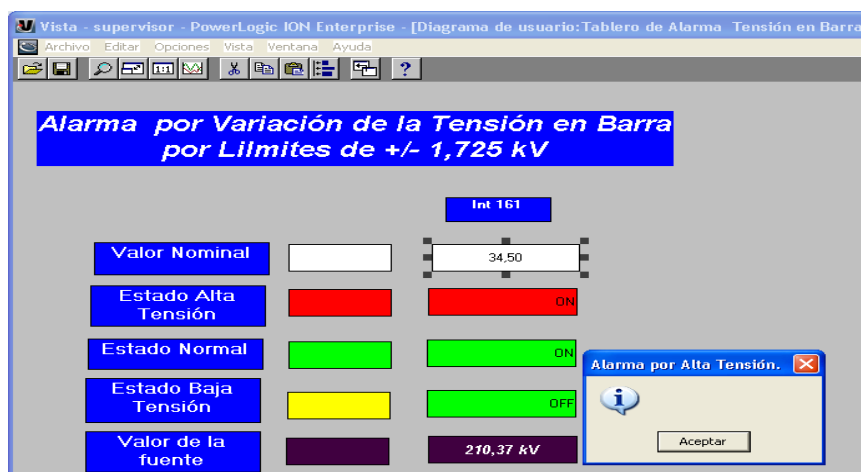 Vista - supervisor - PowerLogic ION Enterprise - [Diagrama de usuario:Tablero de Alarma Tensión en Barra
Archivo Editar Opciones Vista Ventana Ayuda
1:1 ?
Alarma por Variación de la Tensión en Barra
por Lilmites de +/- 1,725 kV
Int 161
Valor Nominal
34,50
Estado Alta
Tensión
ON
Estado Normal
ON
Alarma por Alta Tensión.
Estado Baja
Tensión
OFF
Aceptar
Valor de la
fuente
210,37 kV